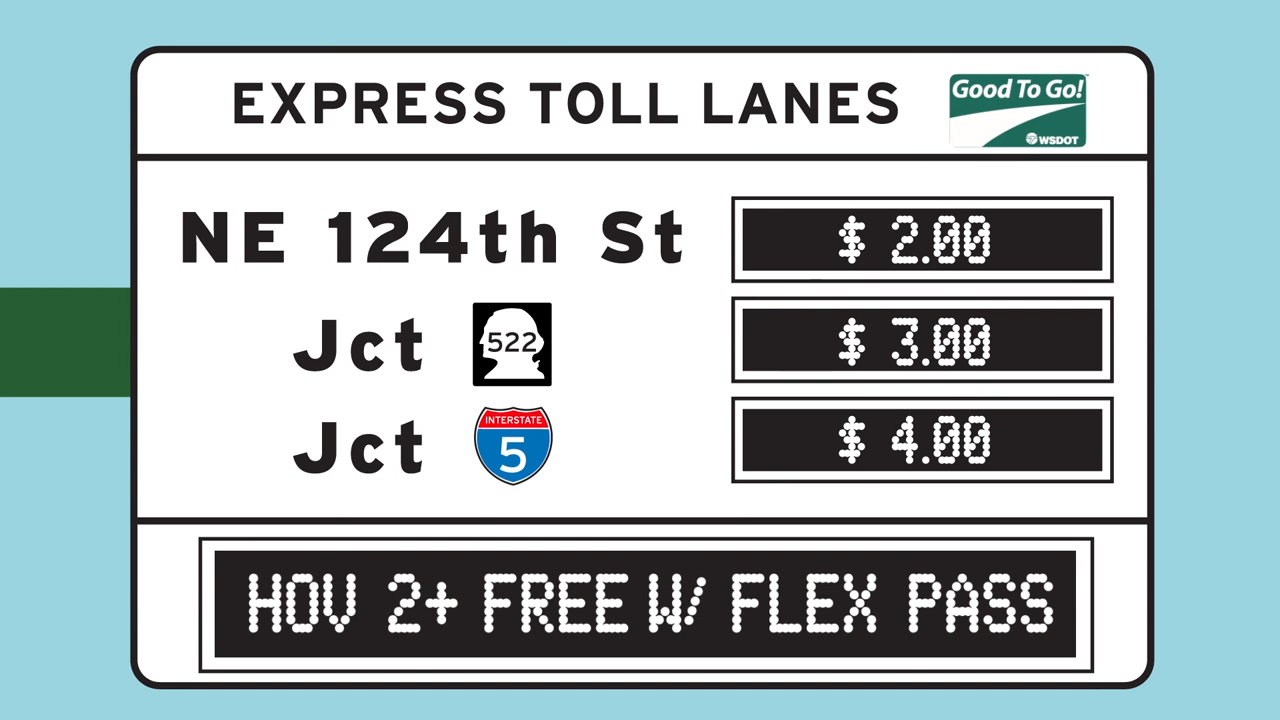 EXPRESS TOLL LANES
Good To Go!™
WSDOT
NE 124th St $ 2.00
Jct 522 $ 3.00
Jct INTERSTATE 5 $ 4.00
HOV 2+ FREE W/ FLEX PASS